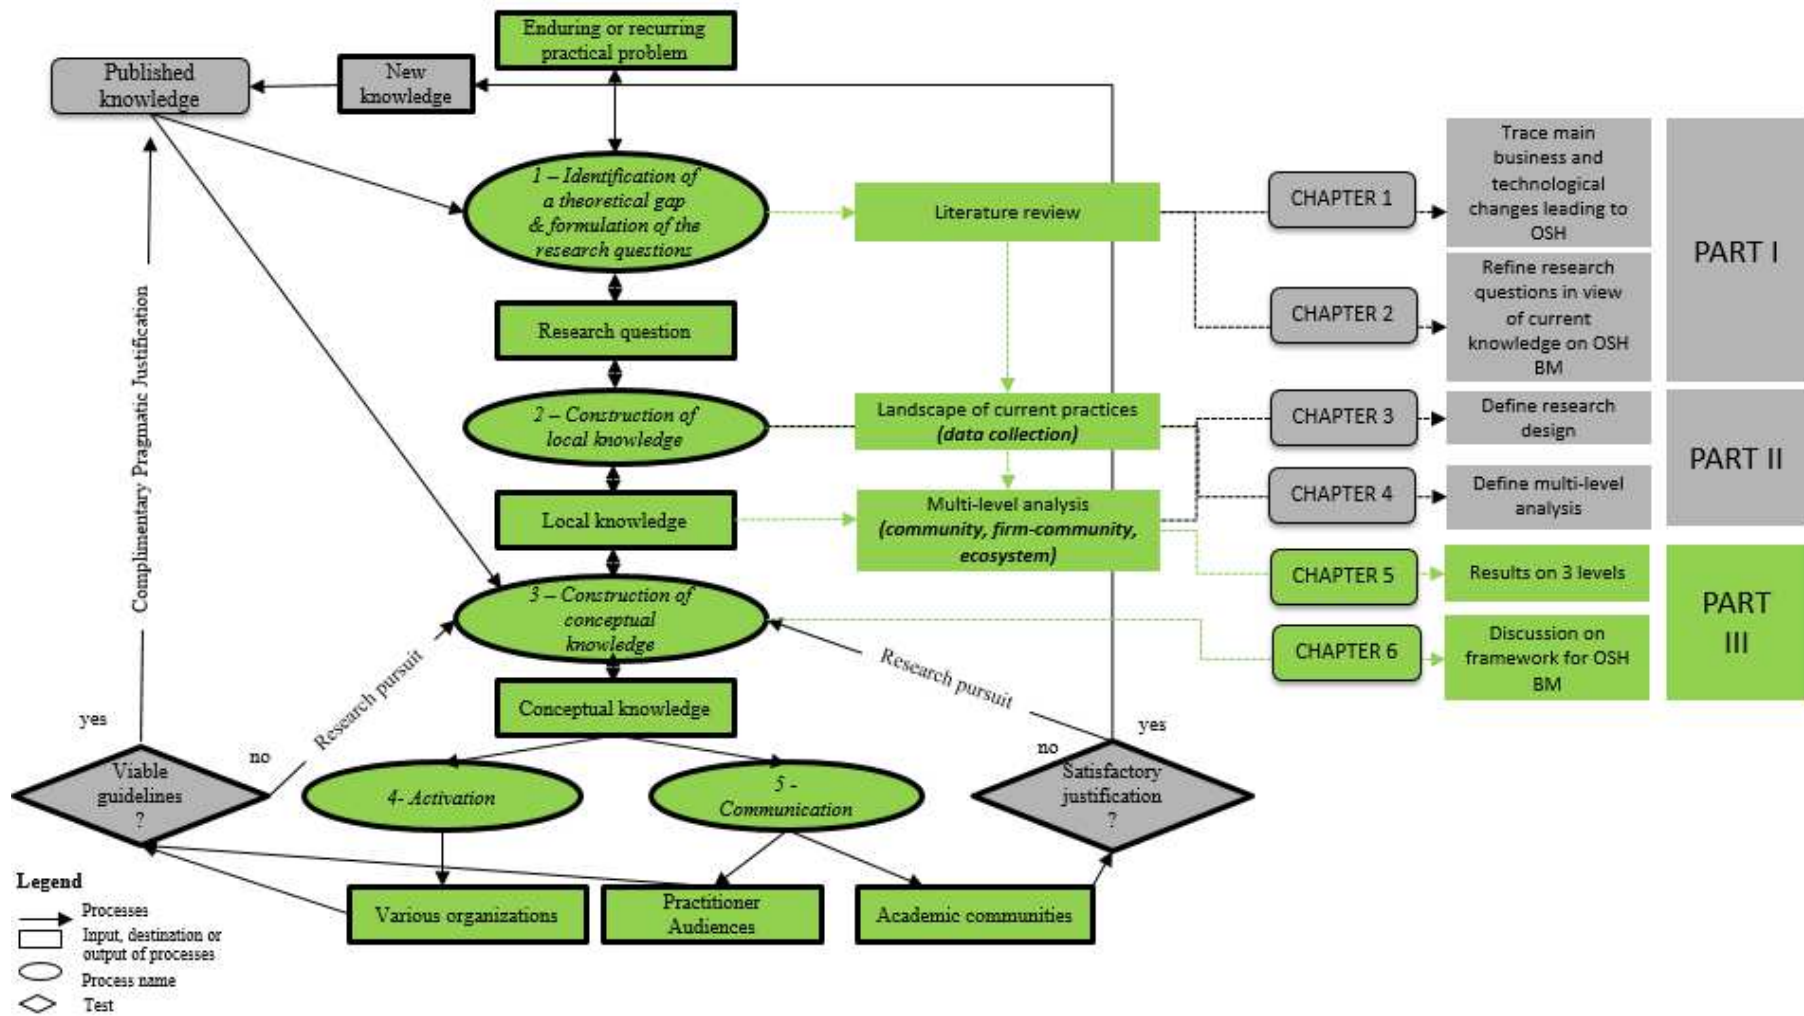 Enduring or recurring
practical problem
Published
knowledge
New
knowledge
1 – Identification of
a theoretical gap
& formulation of the
research questions
Literature review
CHAPTER 1
Trace main
business and
technological
changes leading to
OSH
PART I
CHAPTER 2
Refine research
questions in view
of current
knowledge on OSH
BM
Research question
2 – Construction of
local knowledge
Landscape of current practices
(data collection)
CHAPTER 3
Define research
design
PART II
CHAPTER 4
Define multi-level
analysis
Local knowledge
Multi-level analysis
(community, firm-community,
ecosystem)
CHAPTER 5
Results on 3 levels
PART
III
3 – Construction of
conceptual
knowledge
CHAPTER 6
Discussion on
framework for OSH
BM
Complimentary Pragmatic Justification
Research pursuit
Research pursuit
Conceptual knowledge
yes
no
Viable
guidelines
?
4- Activation
5 -
Communication
no
yes
Satisfactory
justification
?
Various organizations
Practitioner
Audiences
Academic communities
Legend
Processes
Input, destination or
output of processes
Process name
Test